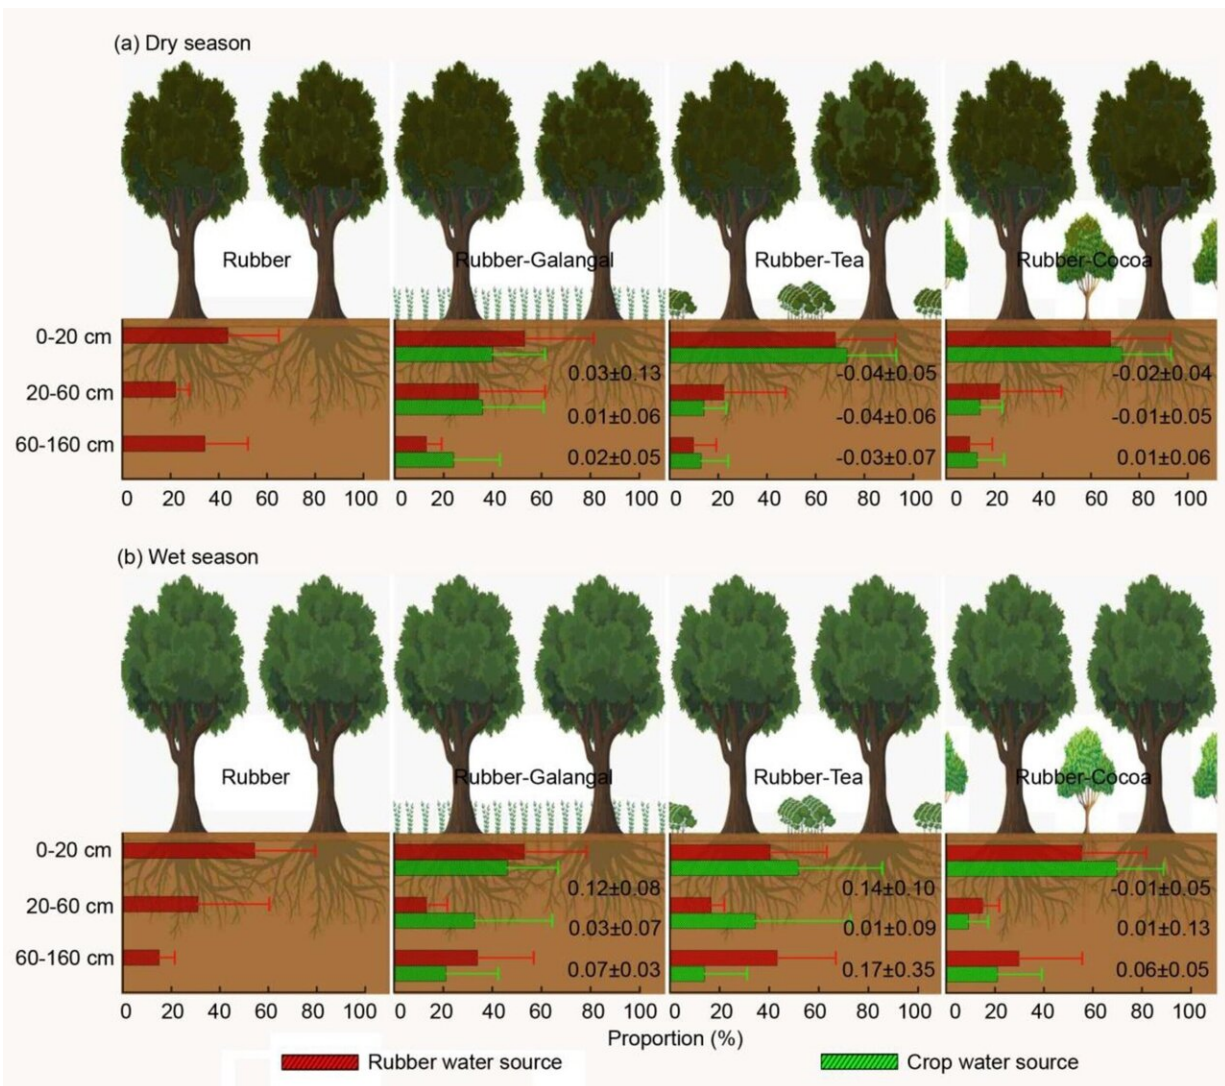 (a) Dry season
Rubber
Rubber-Galangal
Rubber-Tea
Rubber-Cocoa
0-20 cm
0.03±0.13
-0.04±0.05
-0.02±0.04
20-60 cm
0.01±0.06
-0.04±0.06
-0.01±0.05
60-160 cm
0.02±0.05
-0.03±0.07
0.01±0.06
0 20 40 60 80 100
0 20 40 60 80 100
0 20 40 60 80 100
0 20 40 60 80 100
(b) Wet season
Rubber
Rubber-Galangal
Rubber-Tea
Rubber-Cocoa
0-20 cm
0.12±0.08
0.14±0.10
-0.01±0.05
20-60 cm
0.03±0.07
0.01±0.09
0.01±0.13
60-160 cm
0.07±0.03
0.17±0.35
0.06±0.05
0 20 40 60 80 100
0 20 40 60 80 100
0 20 40 60 80 100
0 20 40 60 80 100
Proportion (%)
Rubber water source
Crop water source